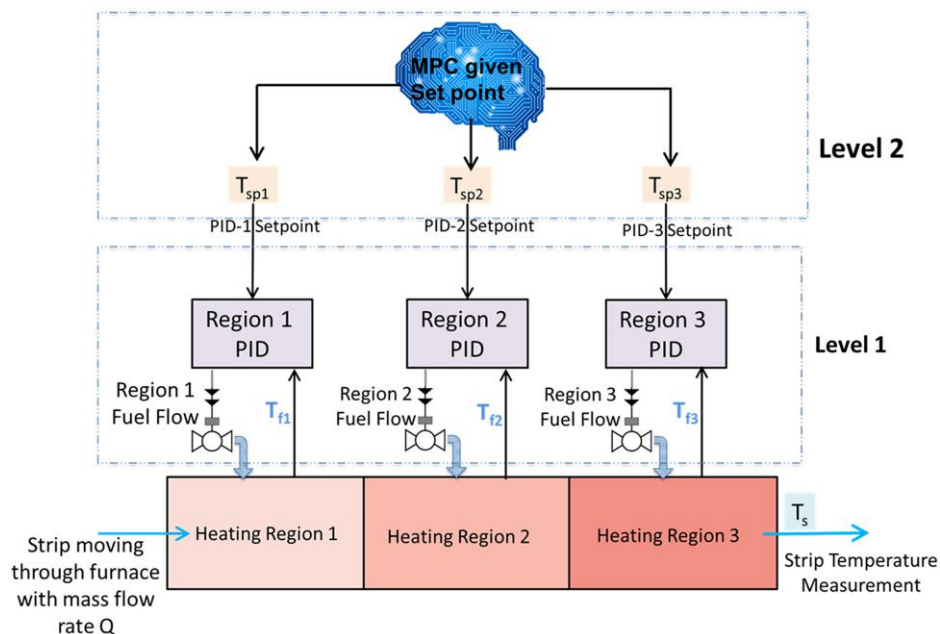 MPC given
Set point
Level 2
Tsp1
Tsp2
Tsp3
PID-1 Setpoint
PID-2 Setpoint
PID-3 Setpoint
Region 1
PID
Region 2
PID
Region 3
PID
Level 1
Region 1
Fuel Flow
Tf1
Region 2
Fuel Flow
Tf2
Region 3
Fuel Flow
Tf3
Heating Region 1
Heating Region 2
Heating Region 3
Ts
Strip moving
through furnace
with mass flow
rate Q
Strip Temperature
Measurement